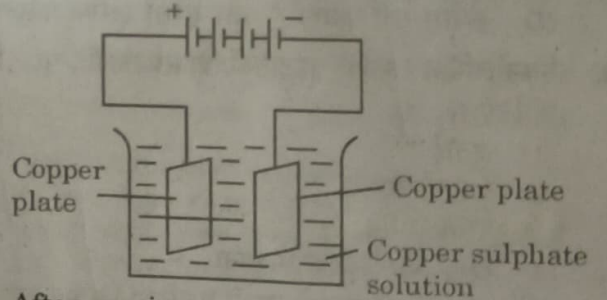 + −
Copper
plate
Copper plate
Copper sulphate
solution